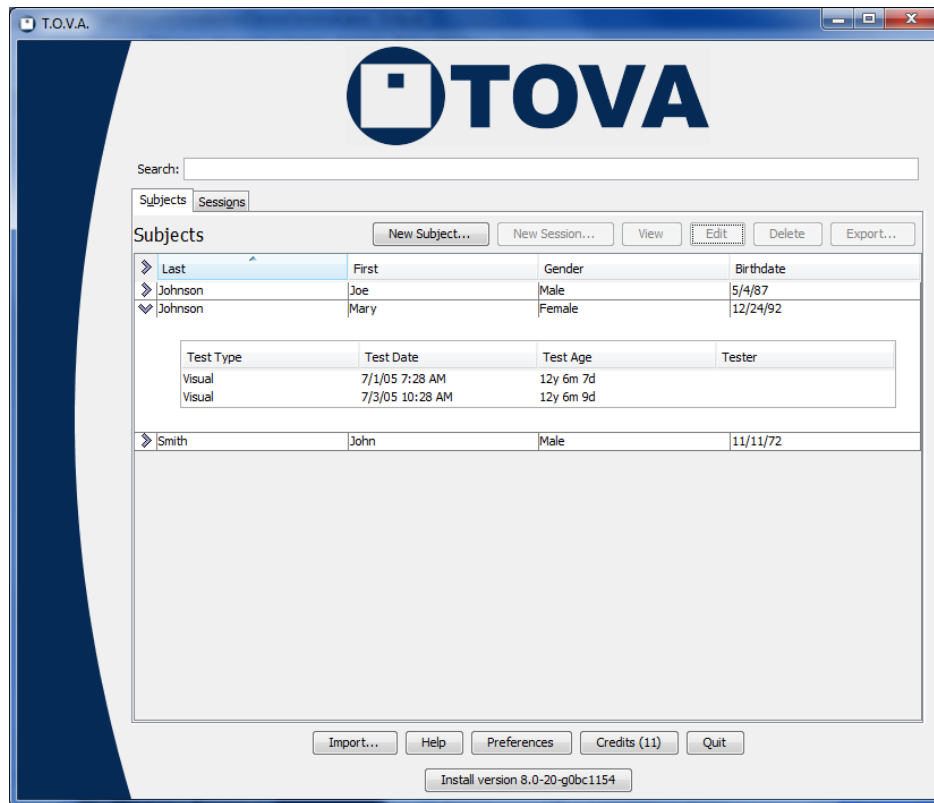 T.O.V.A.
TOVA
Search:
Subjects Sessions
Subjects New Subject... New Session... View Edit Delete Export...
Last First Gender Birthdate
Johnson Joe Male 5/4/87
Johnson Mary Female 12/24/92
Test Type Test Date Test Age Tester
Visual 7/1/05 7:28 AM 12y 6m 7d
Visual 7/3/05 10:28 AM 12y 6m 9d
Smith John Male 11/11/72
Import... Help Preferences Credits (11) Quit
Install version 8.0-20-g0bc1154